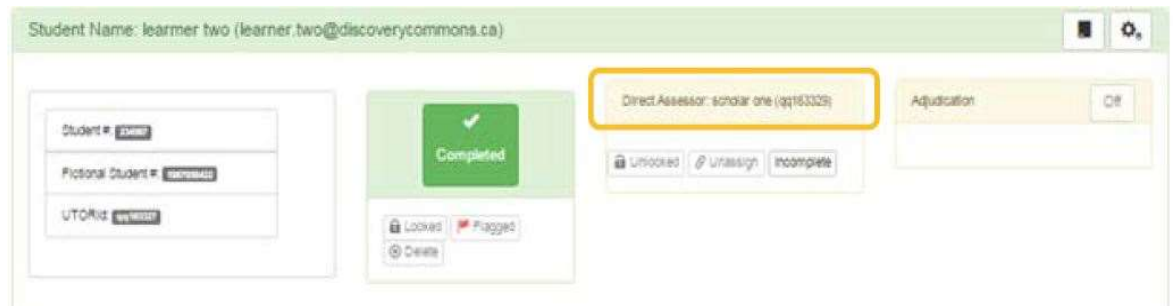 Student Name: learmer two (learner.two@discoverycommons.ca)
Student #:
Fictional Student #:
UTORid:
Completed
Locked Flagged
Delete
Direct Assessor: scholar one (qq163329)
Unlocked Unassign Incomplete
Adjudication Off